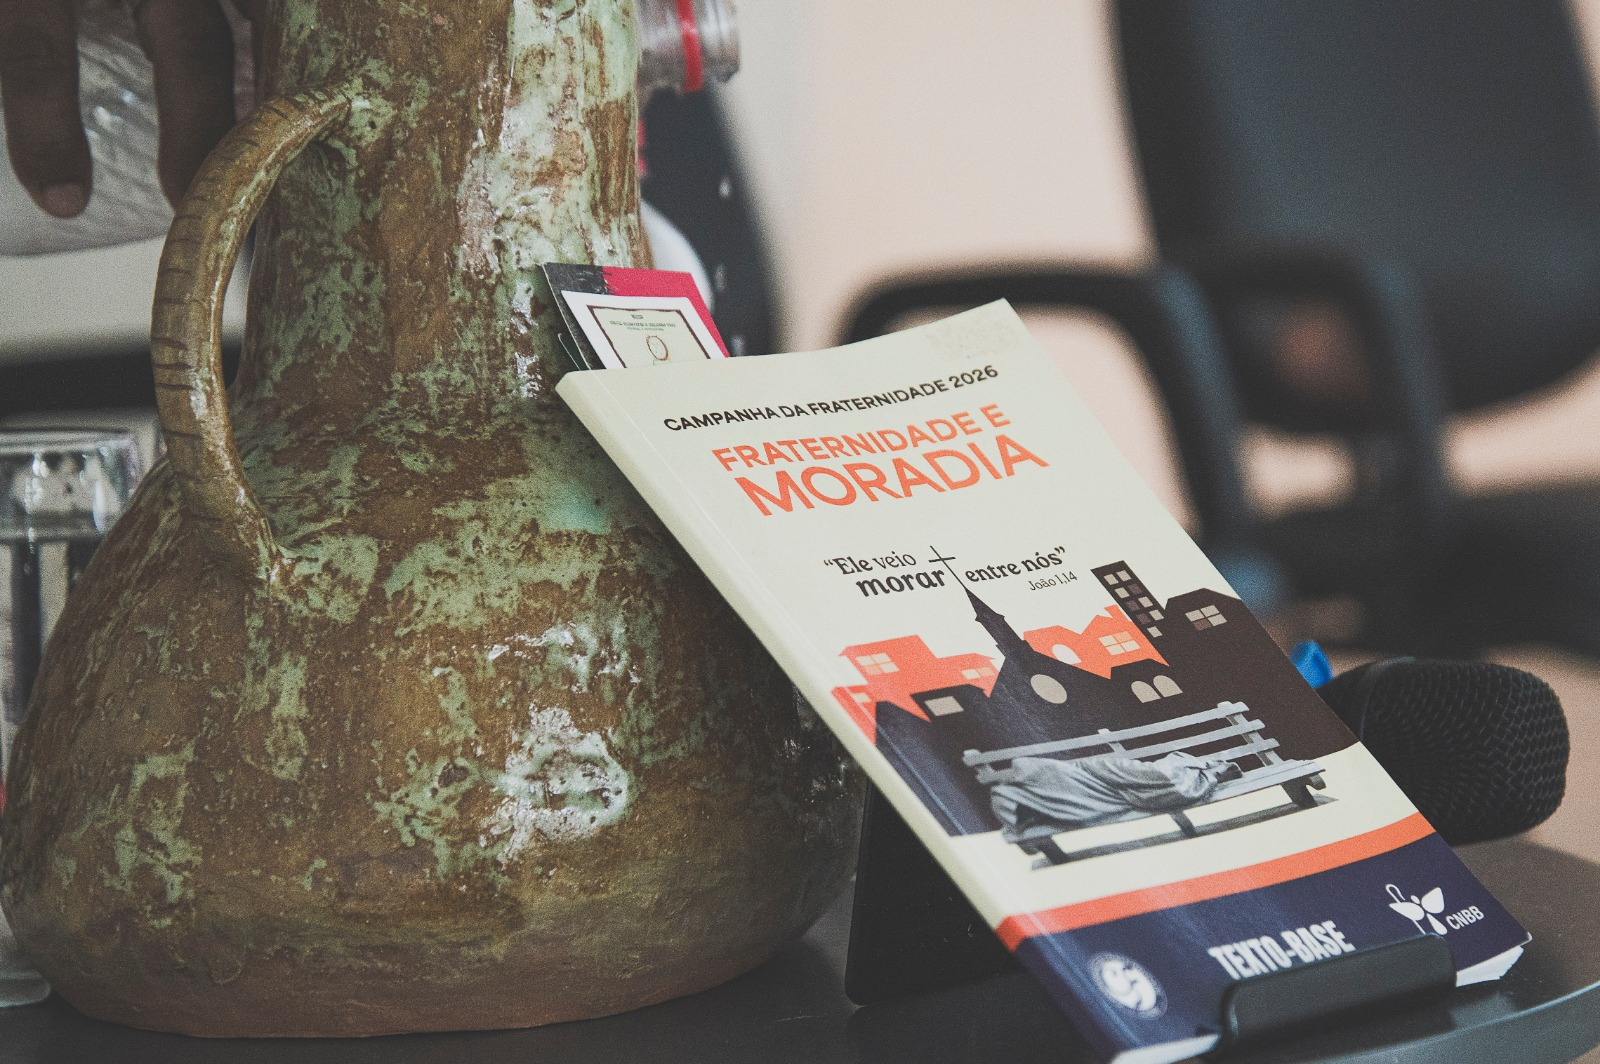 CAMPANHA DA FRATERNIDADE 2026
FRATERNIDADE E
MORADIA
“Ele veio
morar entre nós”
João 1,14
TEXTO-BASE
CNBB